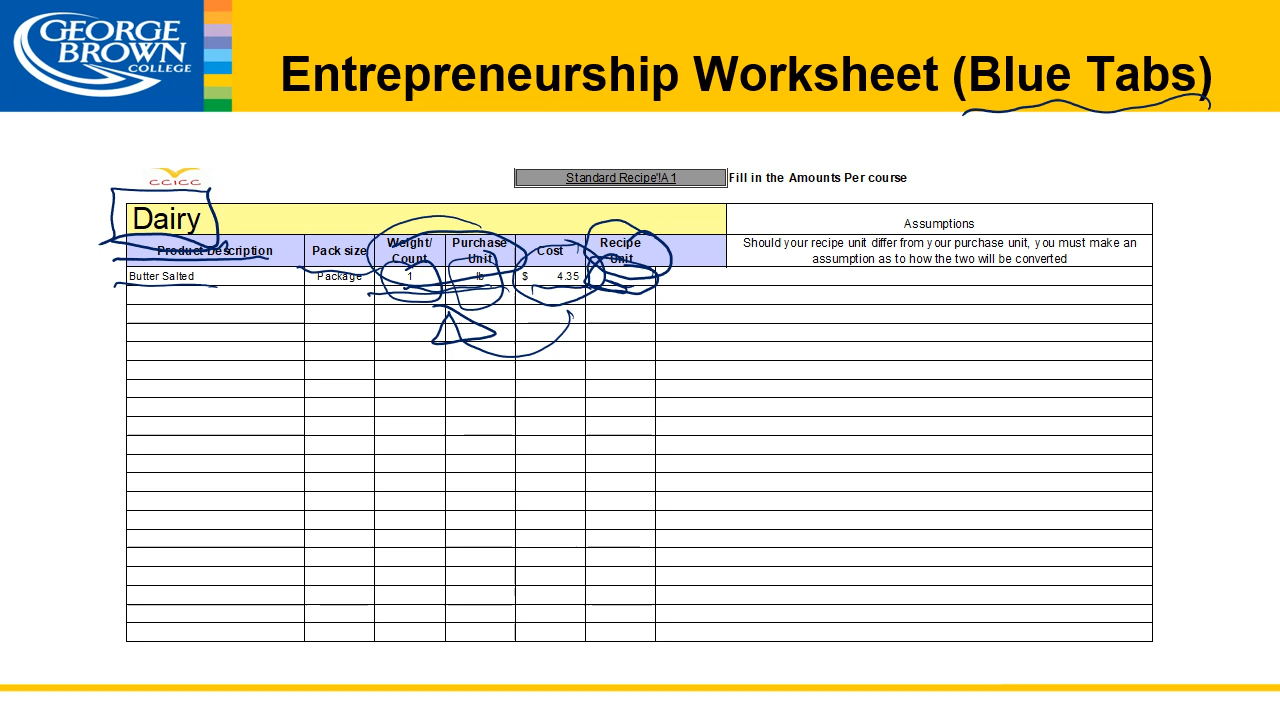 GEORGE
BROWN
COLLEGE
Entrepreneurship Worksheet (Blue Tabs)
CCICC
Standard Recipe'!A1 Fill in the Amounts Per course
Dairy
Assumptions
Product Description Pack size Weight/ Count Purchase Unit Cost Recipe Unit Should your recipe unit differ from your purchase unit, you must make an
assumption as to how the two will be converted
Butter Salted Package 1 lb $ 4.35